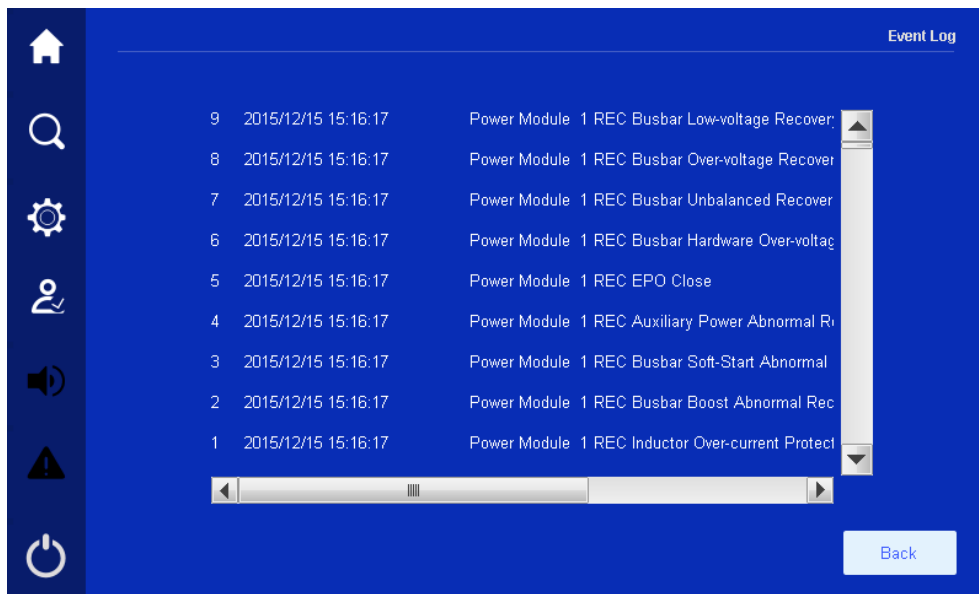 Event Log
9 2015/12/15 15:16:17 Power Module 1 REC Busbar Low-voltage
8 2015/12/15 15:16:17 Power Module 1 REC Busbar Over-voltage Recover
7 2015/12/15 15:16:17 Power Module 1 REC Busbar Unbalanced Recover
6 2015/12/15 15:16:17 Power Module 1 REC Busbar Hardware Over-voltag
5 2015/12/15 15:16:17 Power Module 1 REC EPO Close
4 2015/12/15 15:16:17 Power Module 1 REC Auxiliary Power Abnormal
3 2015/12/15 15:16:17 Power Module 1 REC Busbar Soft-Start Abnormal
2 2015/12/15 15:16:17 Power Module 1 REC Busbar Boost Abnormal Rec
1 2015/12/15 15:16:17 Power Module 1 REC Inductor Over-current Protect
Back